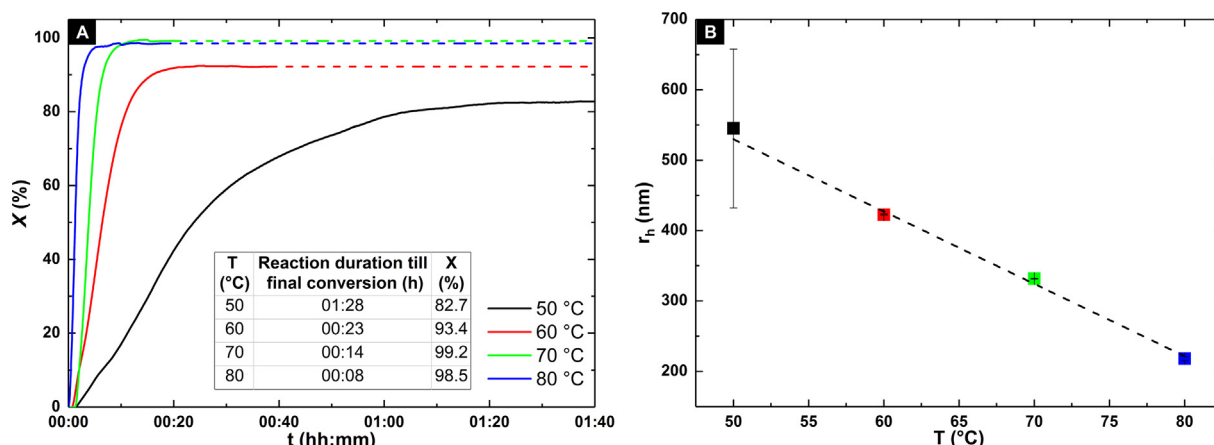 A
100
80
60
40
20
0
X (%)
T Reaction duration till X
(°C) final conversion (h) (%)
50 01:28 82.7
60 00:23 93.4
70 00:14 99.2
80 00:08 98.5
50 °C
60 °C
70 °C
80 °C
00:00 00:20 00:40 01:00 01:20 01:40
t (hh:mm)
B
700
600
500
400
300
200
rh (nm)
50 55 60 65 70 75 80
T (°C)